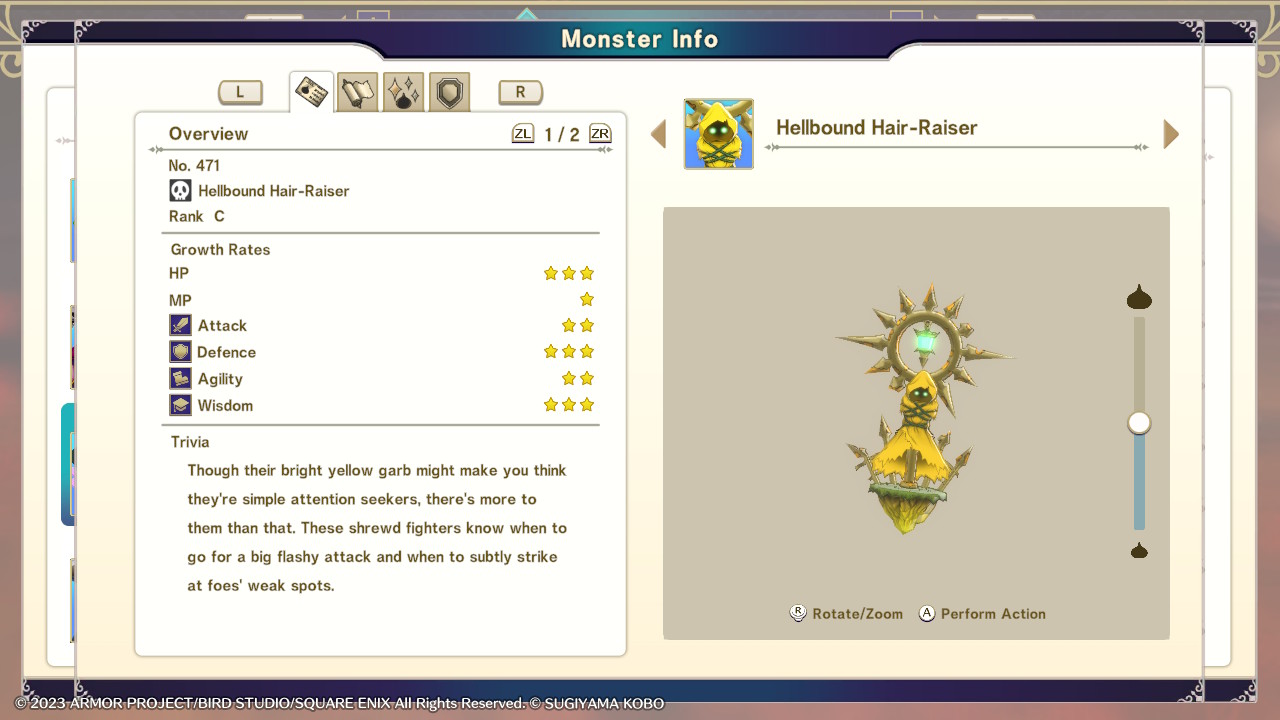 Monster Info
L
R
Overview
ZL 1 / 2 ZR
No. 471
Hellbound Hair-Raiser
Rank C
Growth Rates
HP
MP
Attack
Defence
Agility
Wisdom
Trivia
Though their bright yellow garb might make you think
they're simple attention seekers, there's more to
them than that. These shrewd fighters know when to
go for a big flashy attack and when to subtly strike
at foes' weak spots.
Hellbound Hair-Raiser
R Rotate/Zoom A Perform Action
© 2023 ARMOR PROJECT/BIRD STUDIO/SQUARE ENIX All Rights Reserved. © SUGIYAMA KOBO